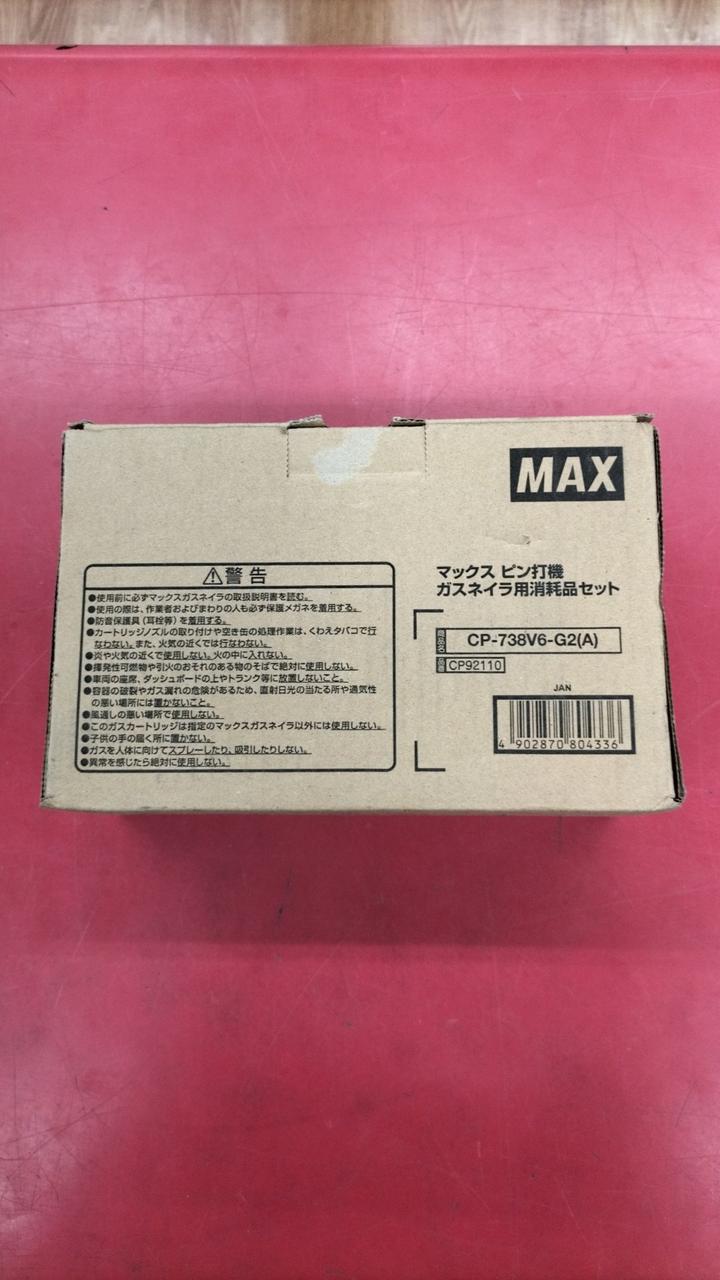 MAX
⚠警告
●使用前に必ずマックスガスネイラの取扱説明書を読む。
●使用の際は、作業者およびまわりの人も必ず保護メガネを着用する。
●防音保護具(耳栓等)を着用する。
●カートリッジノズルの取り付けや空き缶の処理作業は、くわえタバコで行
なわない。また、火気の近くでは行なわない。
●炎や火気の近くで使用しない。火の中に入れない。
●揮発性可燃物や引火のおそれのある物のそばで絶対に使用しない。
●車両の座席、ダッシュボードの上やトランク等に放置しないこと。
●容器の破裂やガス漏れの危険があるため、直射日光の当たる所や通気性
の悪い場所には置かないこと。
●風通しの悪い場所で使用しない。
●このガスカートリッジは指定のマックスガスネイラ以外には使用しない。
●子供の手の届く所に置かない。
●ガスを人体に向けてスプレーしたり、吸引したりしない。
●異常を感じたら絶対に使用しない。
マックス ピン打機
ガスネイラ用消耗品セット
商品名 CP-738V6-G2(A)
品番 CP92110
JAN
4 902870 804336